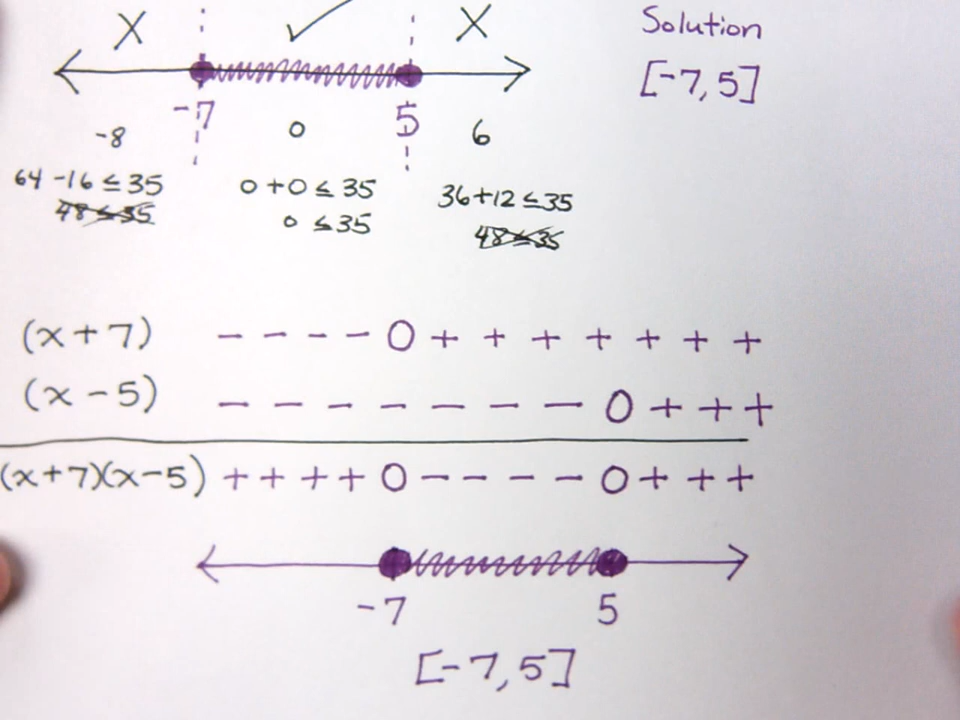 X ✓ X
Solution
[-7, 5]
-7 5
-8 0 6
64 -16 ≤ 35
48 ≤ 35
0 + 0 ≤ 35
0 ≤ 35
36 + 12 ≤ 35
48 ≤ 35
(x + 7) - - - - 0 + + + + + + +
(x - 5) - - - - - - - 0 + + +
(x+7)(x-5) + + + + 0 - - - - 0 + + +
-7 5
[-7, 5]